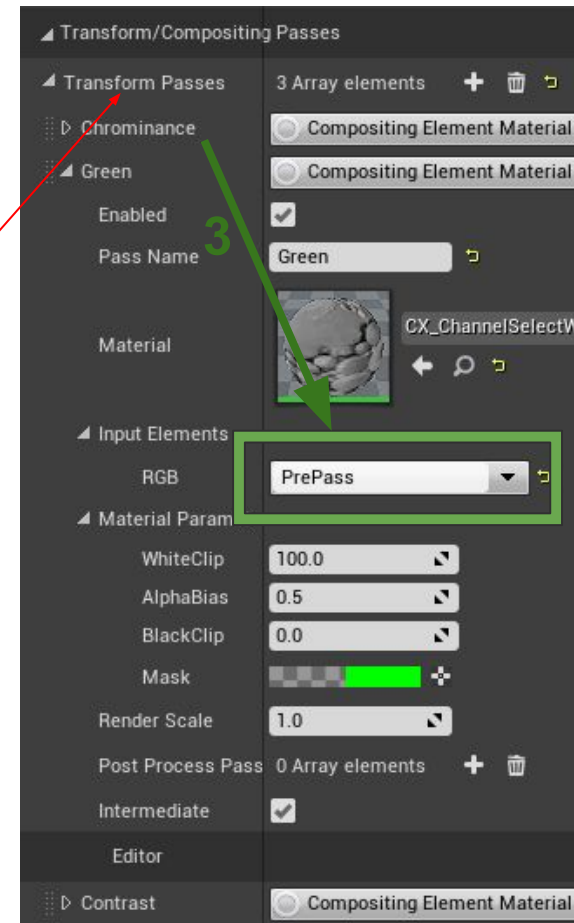 Transform/Compositing Passes
Transform Passes 3 Array elements
Chrominance Compositing Element Material
Green Compositing Element Material
Enabled
3
Pass Name Green
Material CX_ChannelSelectW
Input Elements
RGB PrePass
Material Param
WhiteClip 100.0
AlphaBias 0.5
BlackClip 0.0
Mask
Render Scale 1.0
Post Process Pass 0 Array elements
Intermediate
Editor
Contrast Compositing Element Material